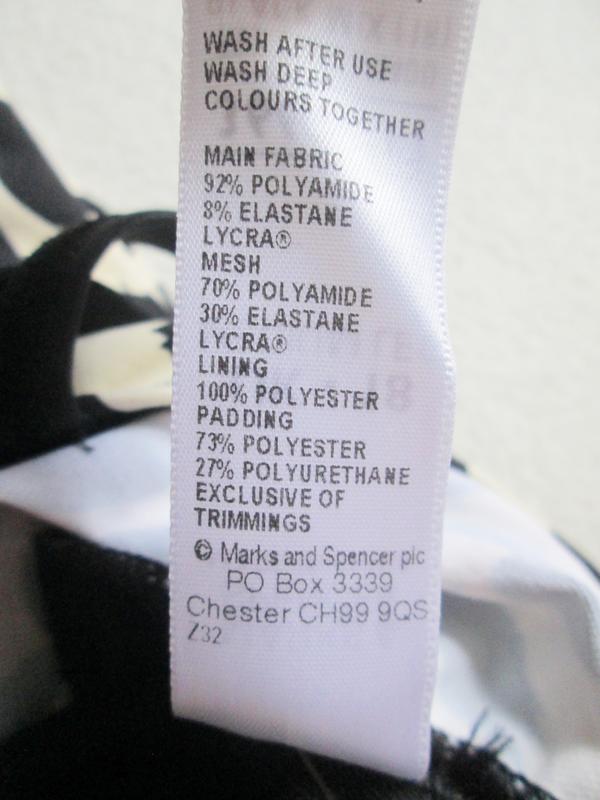 WASH AFTER USE
WASH DEEP
COLOURS TOGETHER
MAIN FABRIC
92% POLYAMIDE
8% ELASTANE
LYCRA®
MESH
70% POLYAMIDE
30% ELASTANE
LYCRA®
LINING
100% POLYESTER
PADDING
73% POLYESTER
27% POLYURETHANE
EXCLUSIVE OF
TRIMMINGS
© Marks and Spencer plc
PO Box 3339
Chester CH99 9QS
Z32